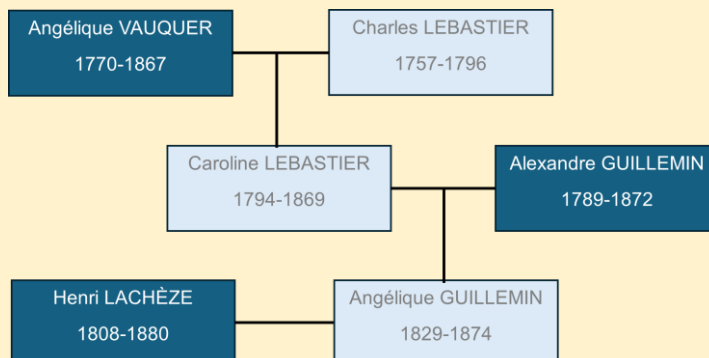 Angélique VAUQUER
1770-1867
Charles LEBASTIER
1757-1796
Caroline LEBASTIER
1794-1869
Alexandre GUILLEMIN
1789-1872
Henri LACHÈZE
1808-1880
Angélique GUILLEMIN
1829-1874